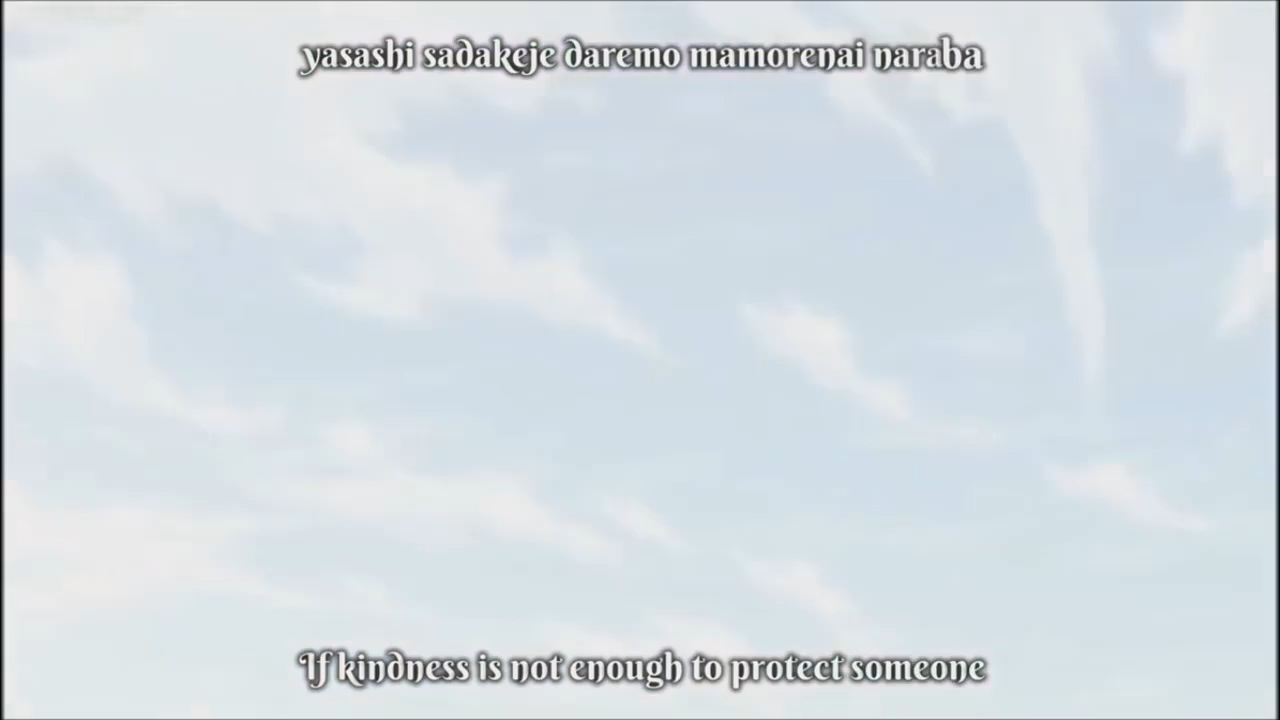 yasashi sadakeje daremo mamorenai naraba
If kindness is not enough to protect someone